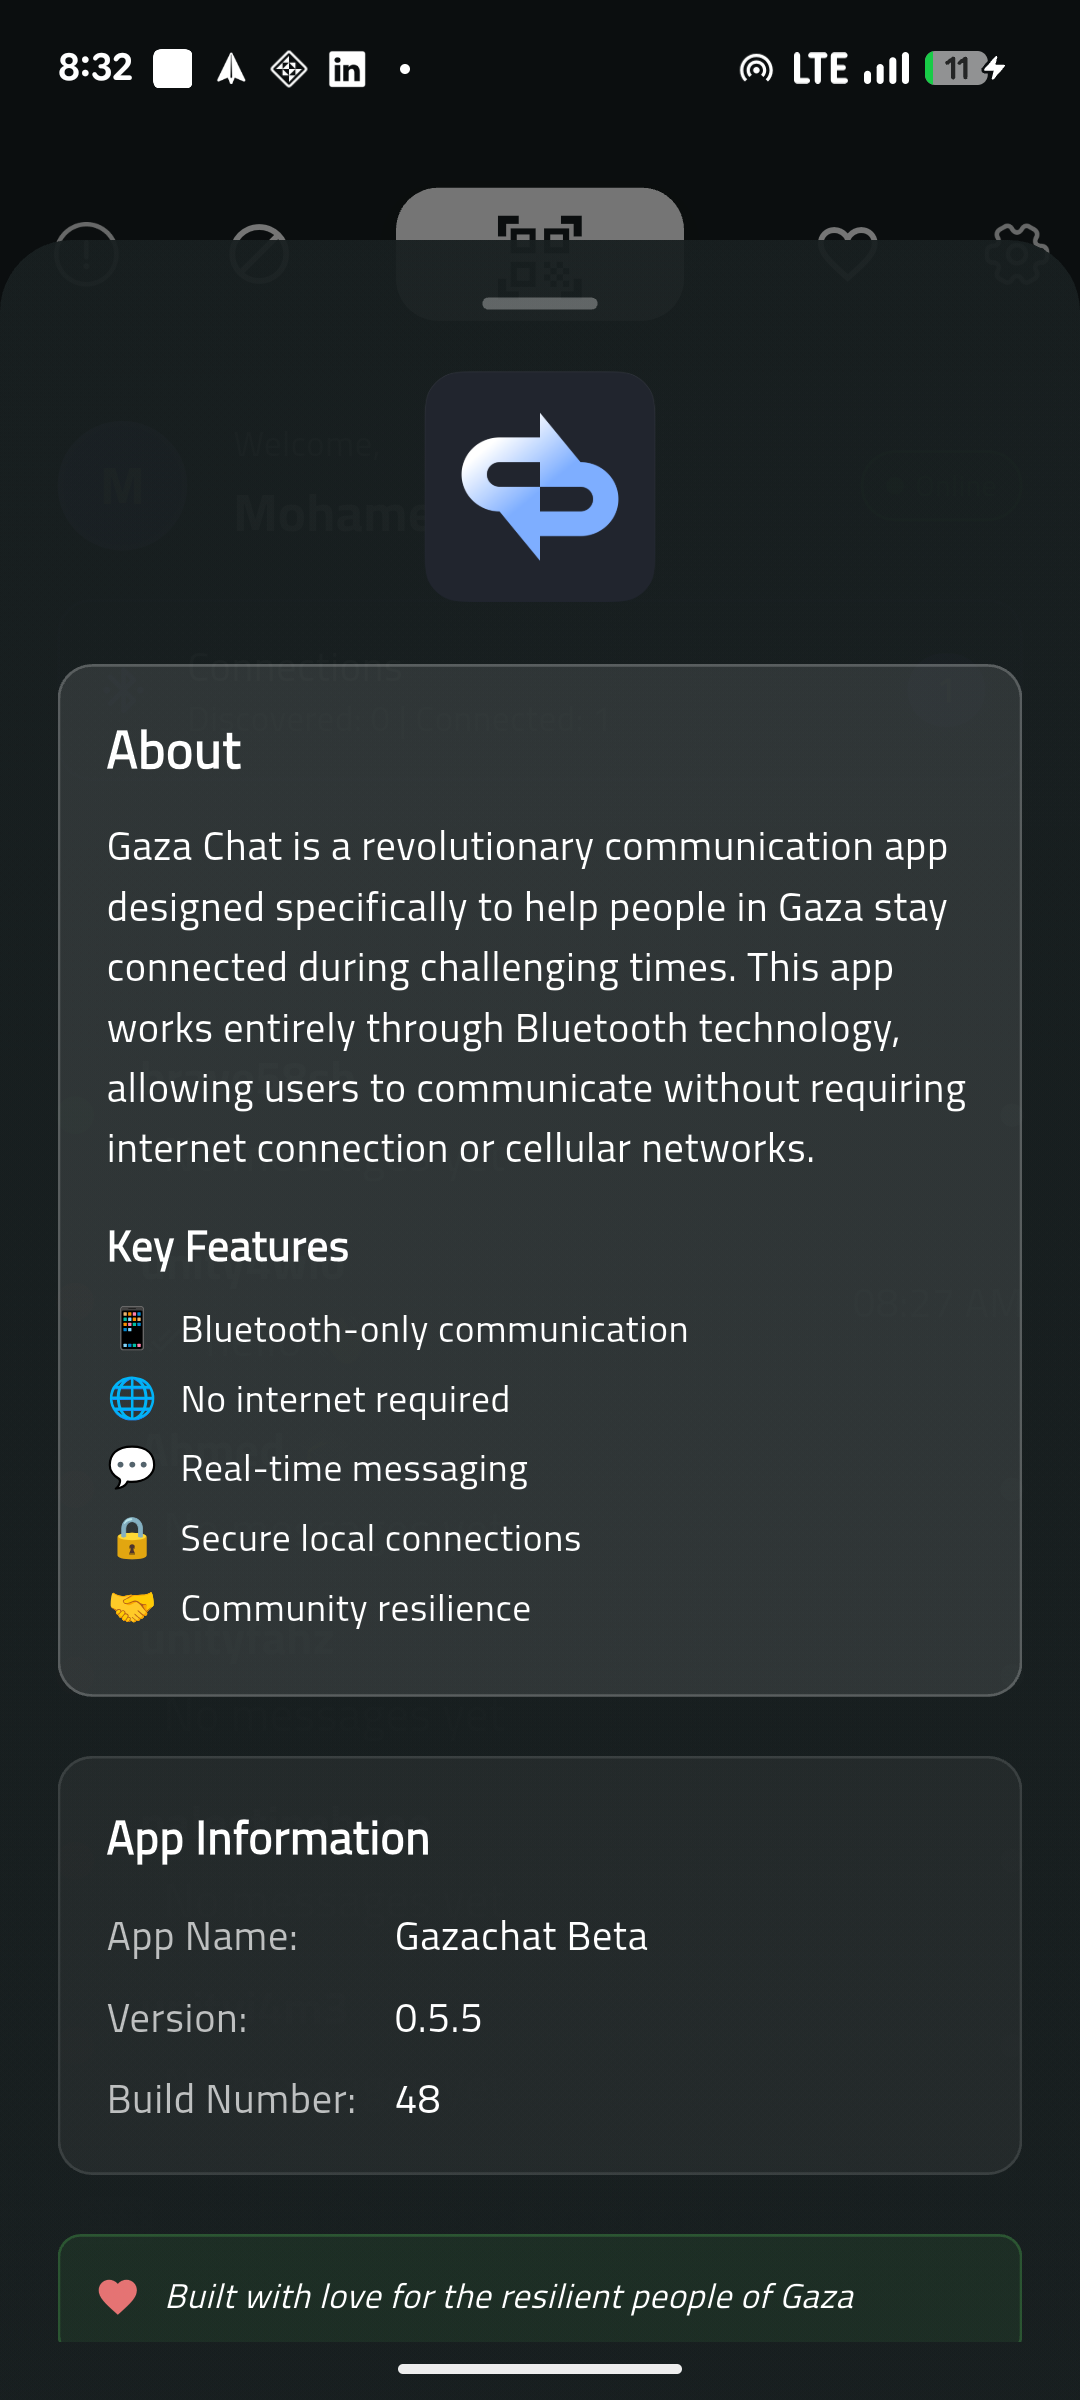 8:32
LTE
11
M
Welcome,
Mohame
Connections
About
Gaza Chat is a revolutionary communication app
designed specifically to help people in Gaza stay
connected during challenging times. This app
works entirely through Bluetooth technology,
allowing users to communicate without requiring
internet connection or cellular networks.
Key Features
Bluetooth-only communication
No internet required
Real-time messaging
Secure local connections
Community resilience
App Information
App Name: Gazachat Beta
Version: 0.5.5
Build Number: 48
Built with love for the resilient people of Gaza